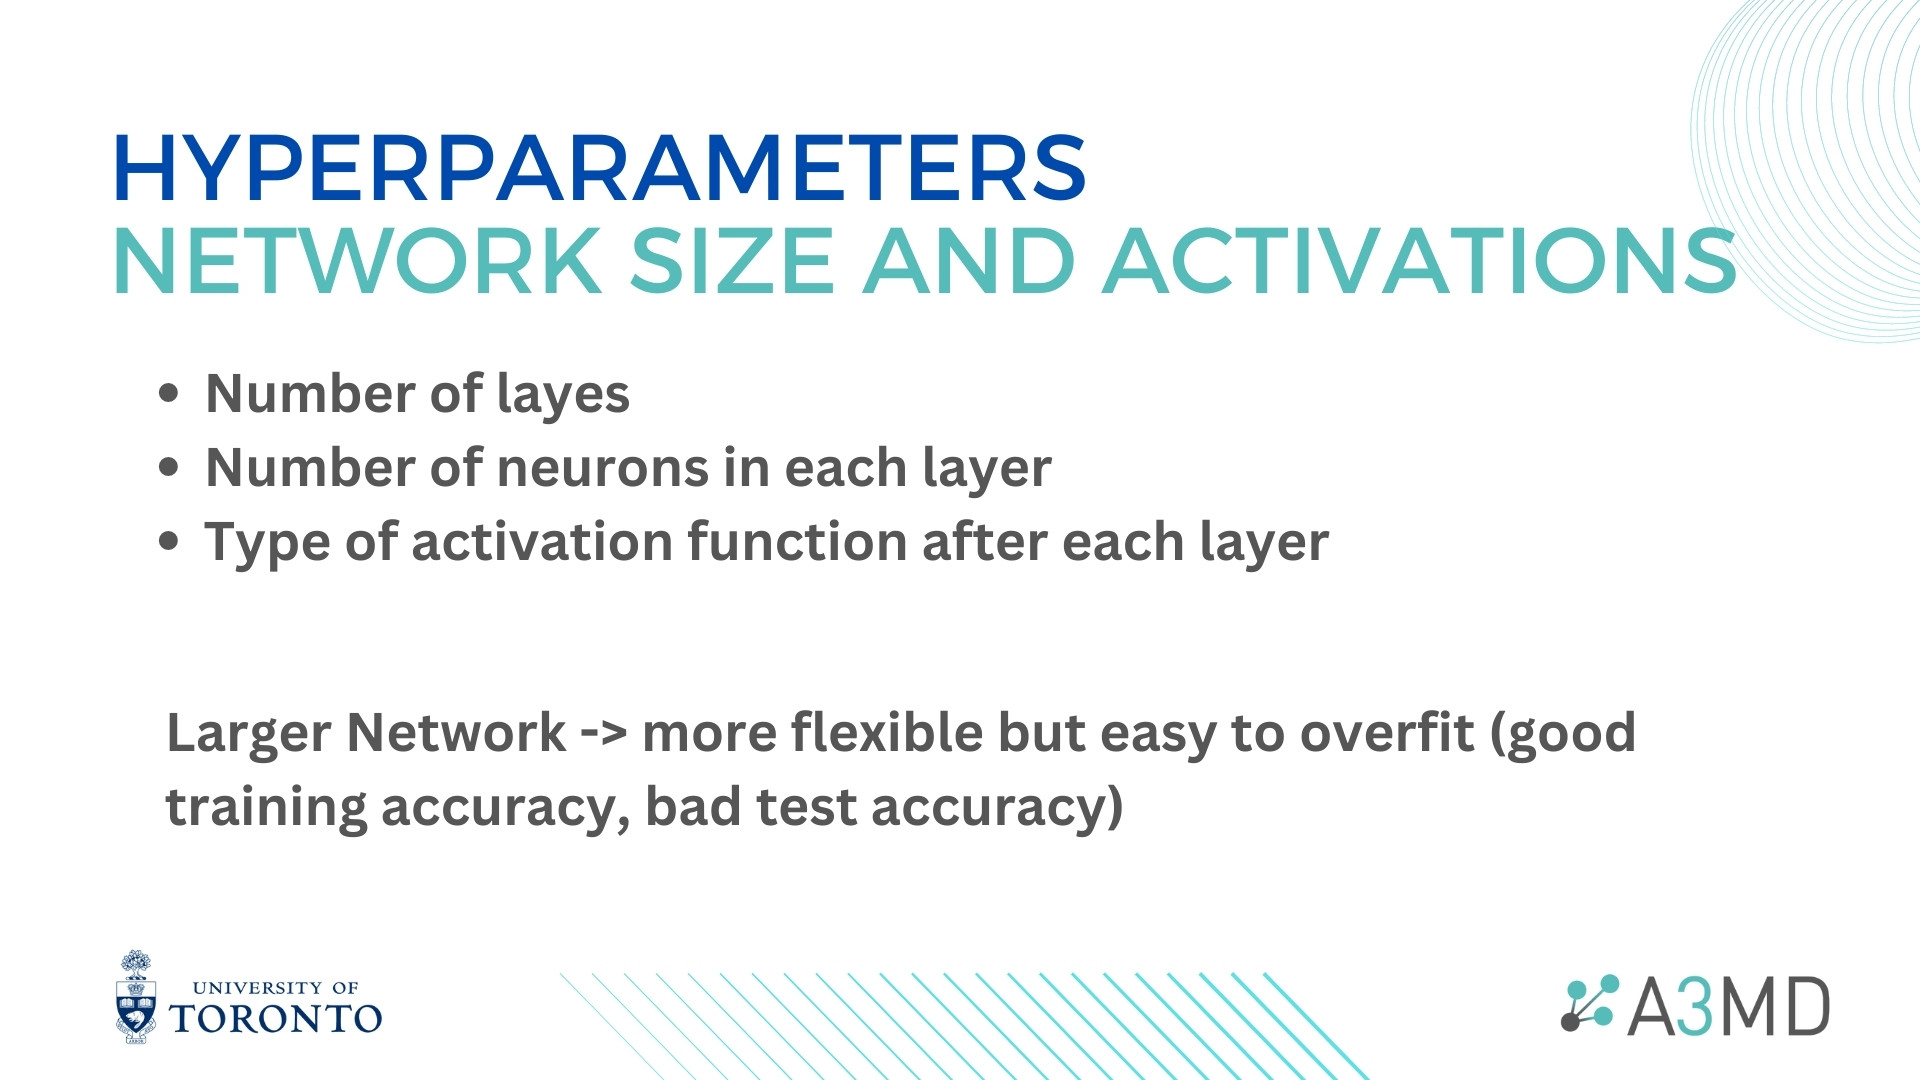 HYPERPARAMETERS
NETWORK SIZE AND ACTIVATIONS
• Number of layes
• Number of neurons in each layer
• Type of activation function after each layer
Larger Network -> more flexible but easy to overfit (good
training accuracy, bad test accuracy)
UNIVERSITY OF
TORONTO
A3MD